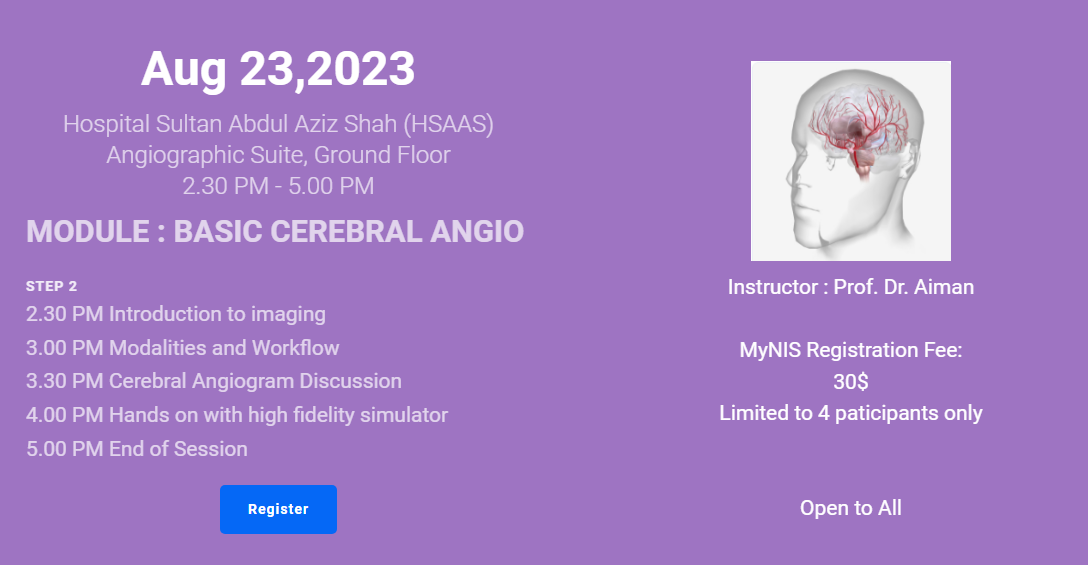 Aug 23,2023
Hospital Sultan Abdul Aziz Shah (HSAAS)
Angiographic Suite, Ground Floor
2.30 PM - 5.00 PM
MODULE : BASIC CEREBRAL ANGIO
STEP 2
2.30 PM Introduction to imaging
3.00 PM Modalities and Workflow
3.30 PM Cerebral Angiogram Discussion
4.00 PM Hands on with high fidelity simulator
5.00 PM End of Session
Register
Instructor : Prof. Dr. Aiman
MyNIS Registration Fee:
30$
Limited to 4 paticipants only
Open to All